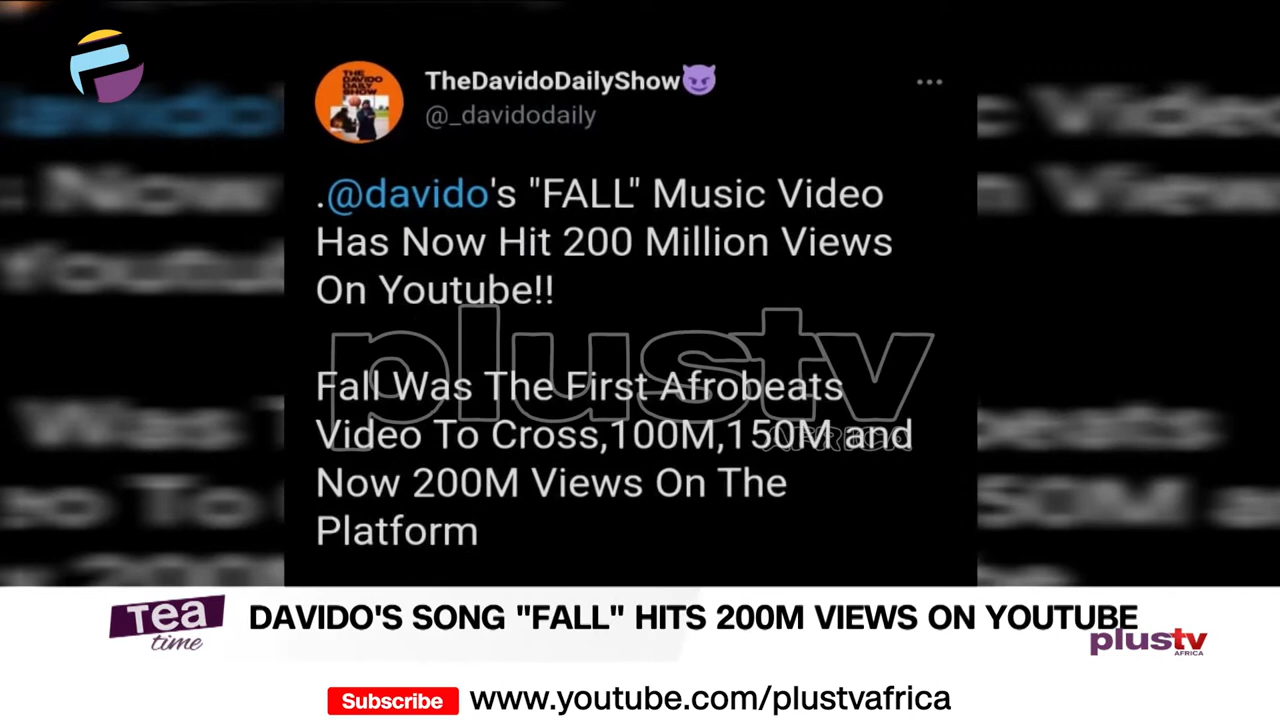 TheDavidoDailyShow😈
@_davidodaily
.@davido's "FALL" Music Video
Has Now Hit 200 Million Views
On Youtube!!
plustv
AFRICA
Fall Was The First Afrobeats
Video To Cross,100M,150M and
Now 200M Views On The
Platform
Tea time
DAVIDO'S SONG "FALL" HITS 200M VIEWS ON YOUTUBE
plustv
AFRICA
Subscribe www.youtube.com/plustvafrica